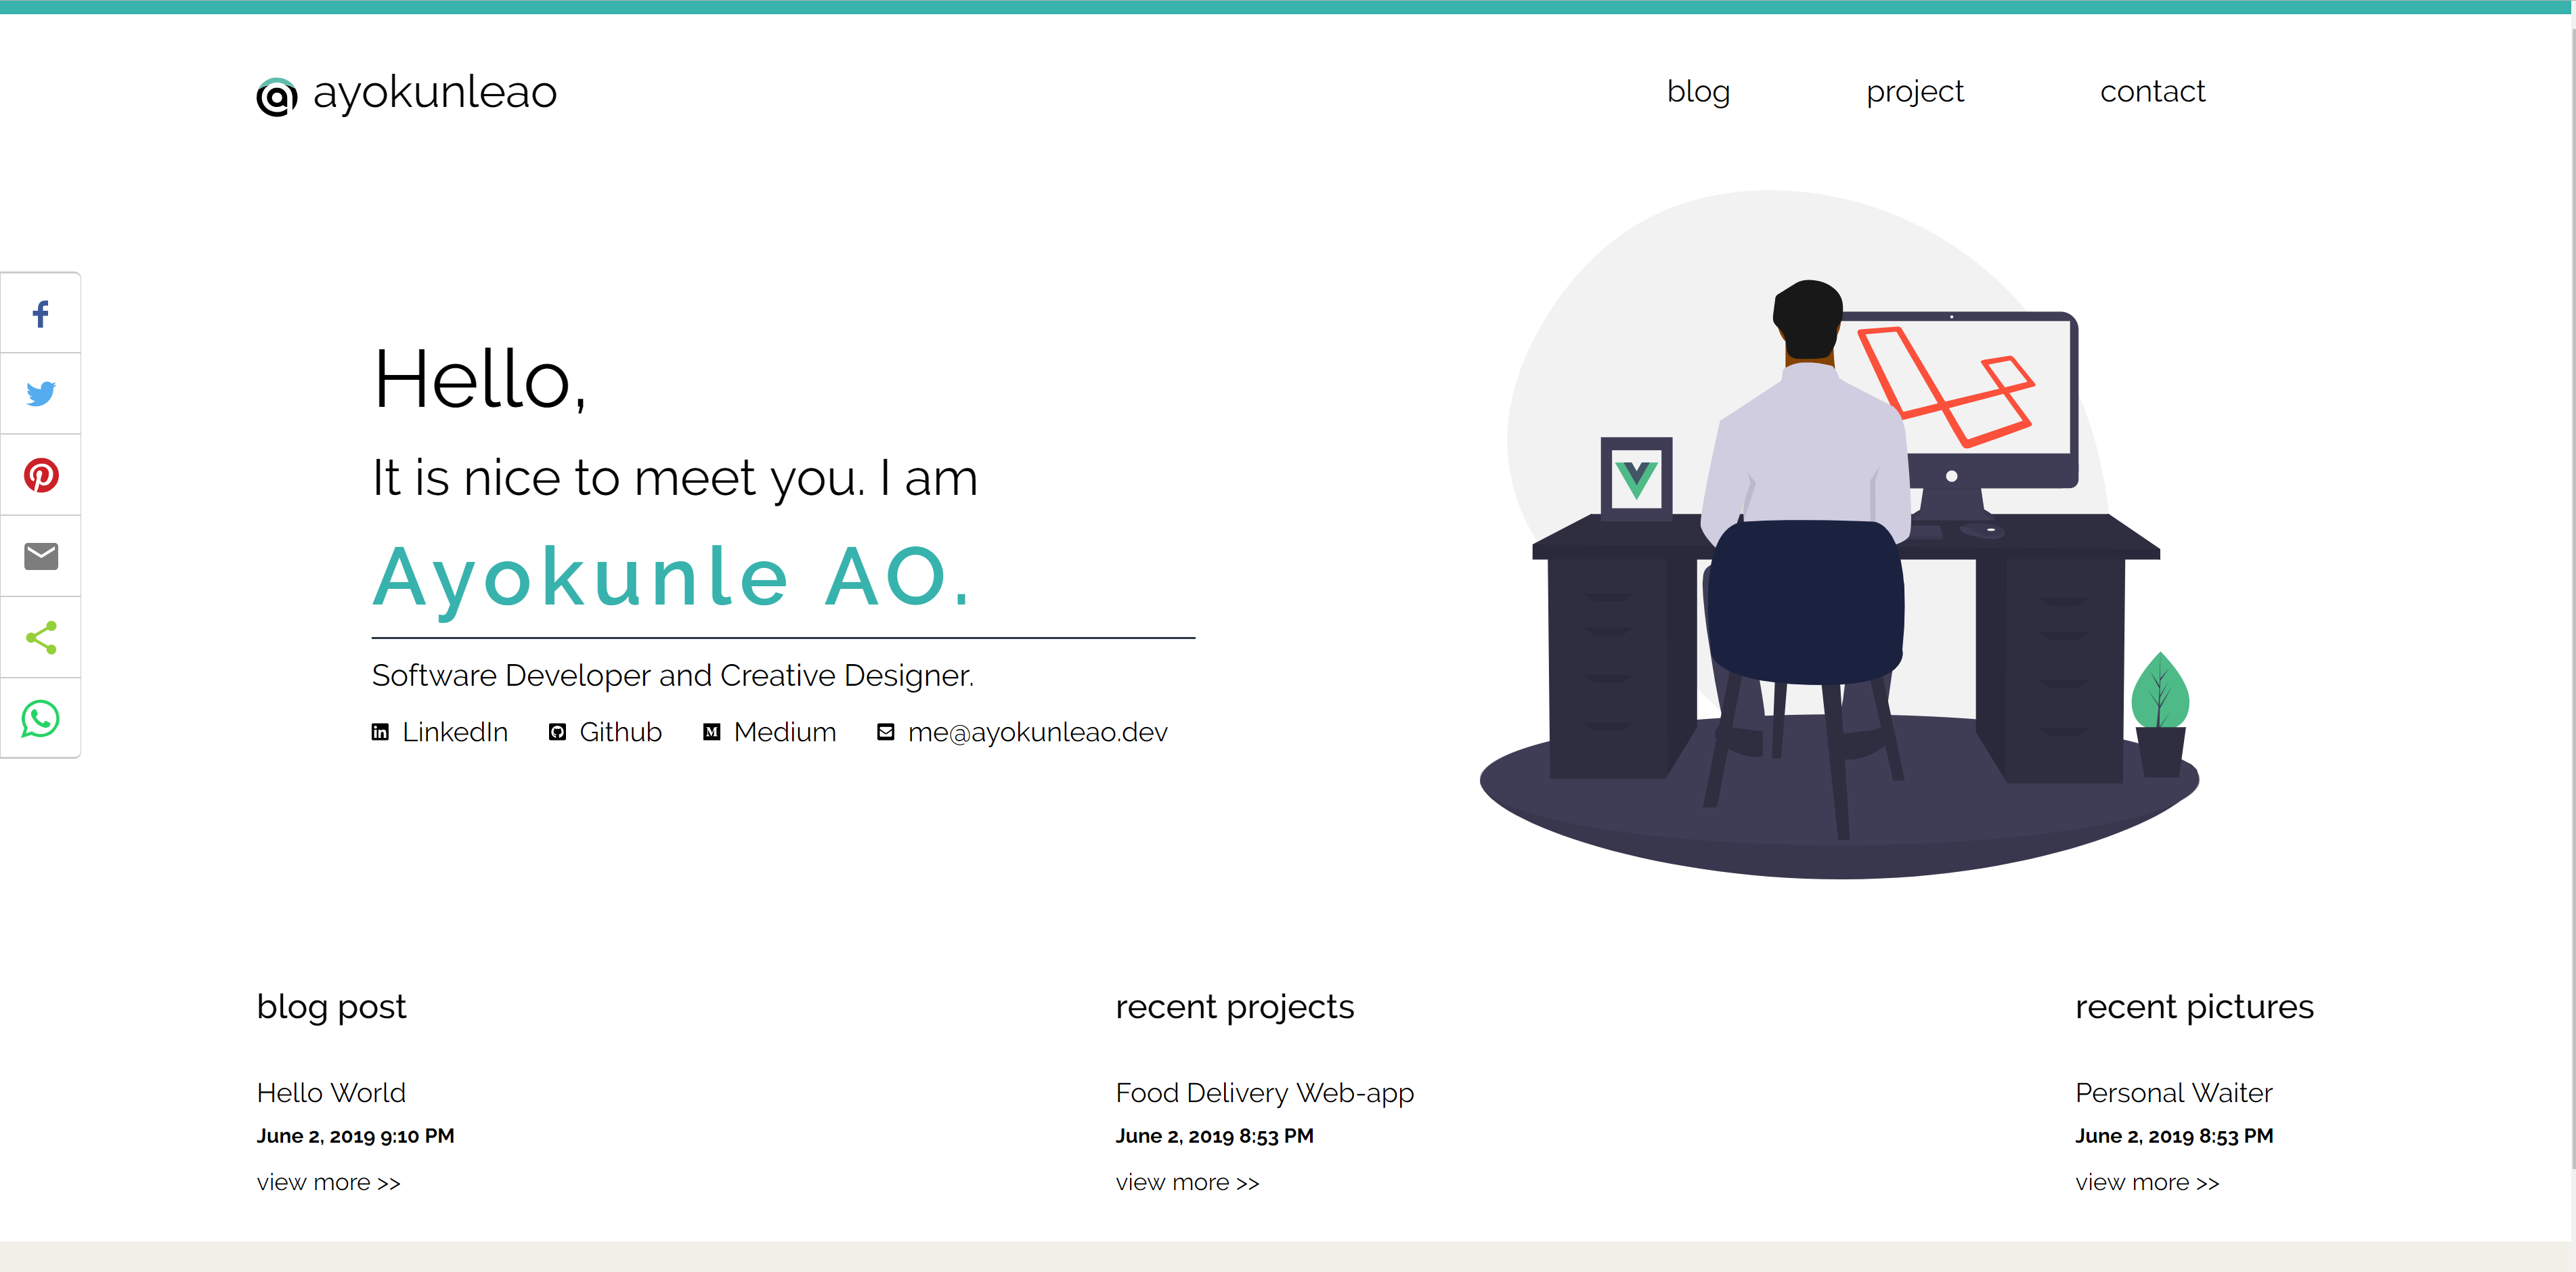 ayokunleao
blog project contact
Hello,
It is nice to meet you. I am
Ayokunle AO.
Software Developer and Creative Designer.
LinkedIn Github Medium me@ayokunleao.dev
blog post
Hello World
June 2, 2019 9:10 PM
view more >>
recent projects
Food Delivery Web-app
June 2, 2019 8:53 PM
view more >>
recent pictures
Personal Waiter
June 2, 2019 8:53 PM
view more >>